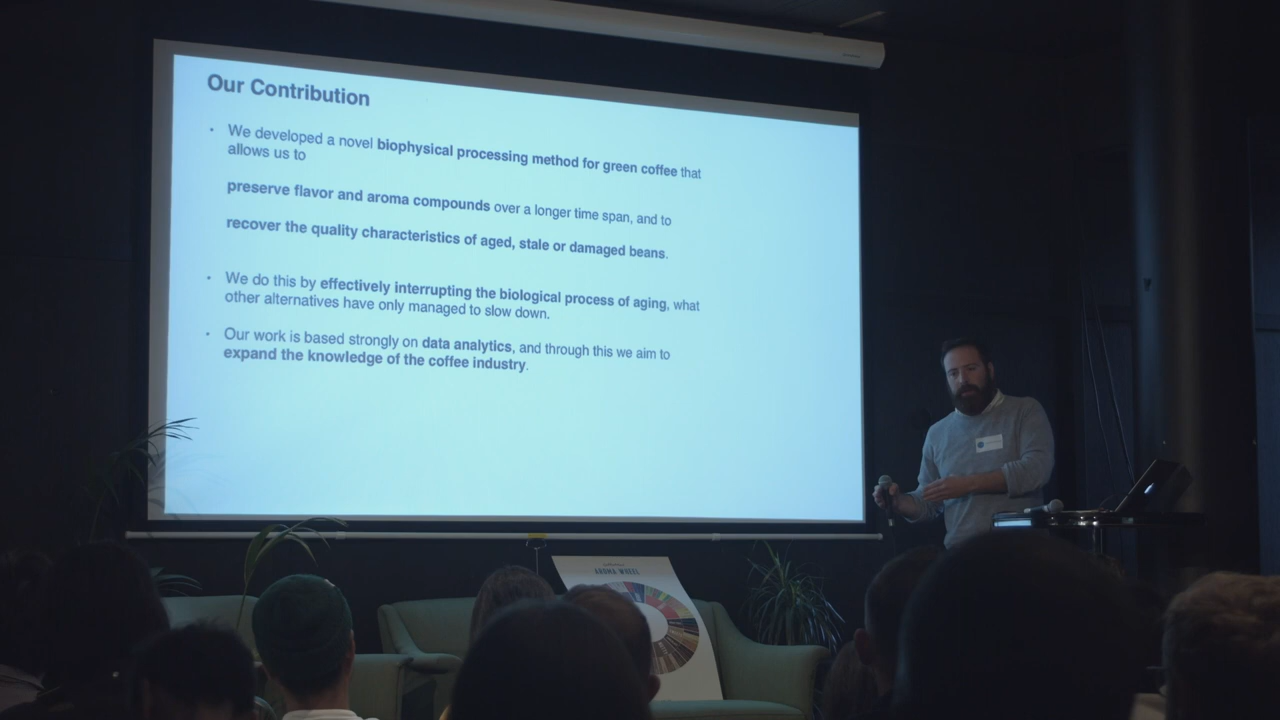 Our Contribution
• We developed a novel biophysical processing method for green coffee that
allows us to
preserve flavor and aroma compounds over a longer time span, and to
recover the quality characteristics of aged, stale or damaged beans.
• We do this by effectively interrupting the biological process of aging, what
other alternatives have only managed to slow down.
• Our work is based strongly on data analytics, and through this we aim to
expand the knowledge of the coffee industry.
AROMA WHEEL